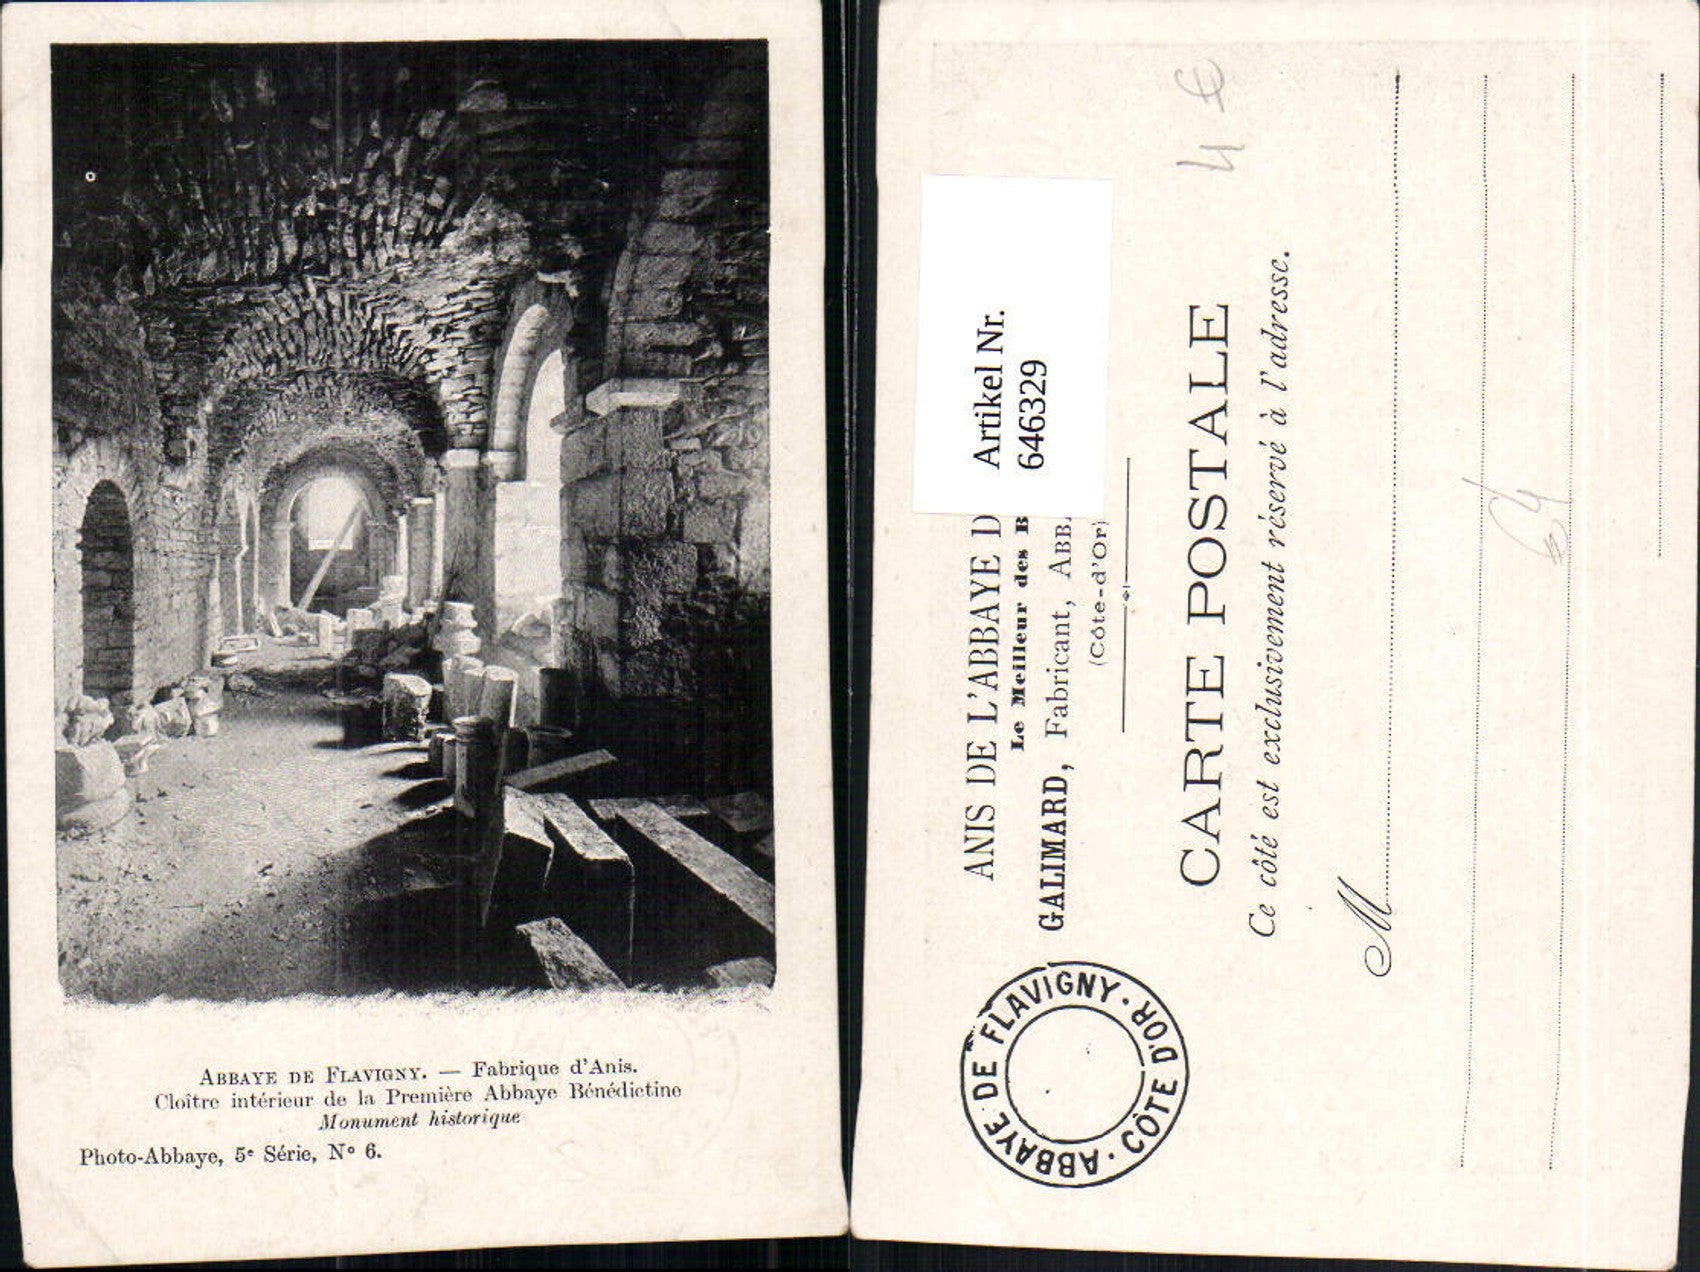 ABBAYE DE FLAVIGNY. — Fabrique d'Anis.
Cloître intérieur de la Première Abbaye Bénédictine
Monument historique
Photo-Abbaye, 5e Série, No 6.
Artikel Nr.
646329
ANIS DE L'ABBAYE D
Le Meilleur des B
GALIMARD, Fabricant, ABB
(Côte-d'Or)
CARTE POSTALE
Ce côté est exclusivement réservé à l'adresse.
M
4 €
64
ABBAYE DE FLAVIGNY · CÔTE D'OR ·